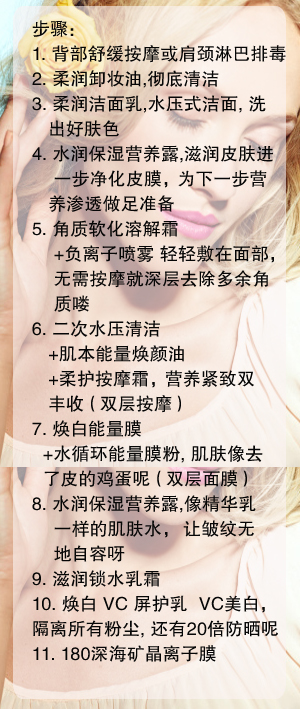 步骤：
1. 背部舒缓按摩或肩颈淋巴排毒
2. 柔润卸妆油,彻底清洁
3. 柔润洁面乳,水压式洁面, 洗
出好肤色
4. 水润保湿营养露,滋润皮肤进
一步净化皮膜，为下一步营
养渗透做足准备
5. 角质软化溶解霜
+负离子喷雾 轻轻敷在面部，
无需按摩就深层去除多余角
质喽
6. 二次水压清洁
+肌本能量焕颜油
+柔护按摩霜，营养紧致双
丰收 ( 双层按摩 )
7. 焕白能量膜
+水循环能量膜粉, 肌肤像去
了皮的鸡蛋呢 ( 双层面膜 )
8. 水润保湿营养露,像精华乳
一样的肌肤水， 让皱纹无
地自容呀
9. 滋润锁水乳霜
10. 焕白 VC 屏护乳  VC美白，
隔离所有粉尘, 还有20倍防晒呢
11. 180深海矿晶离子膜